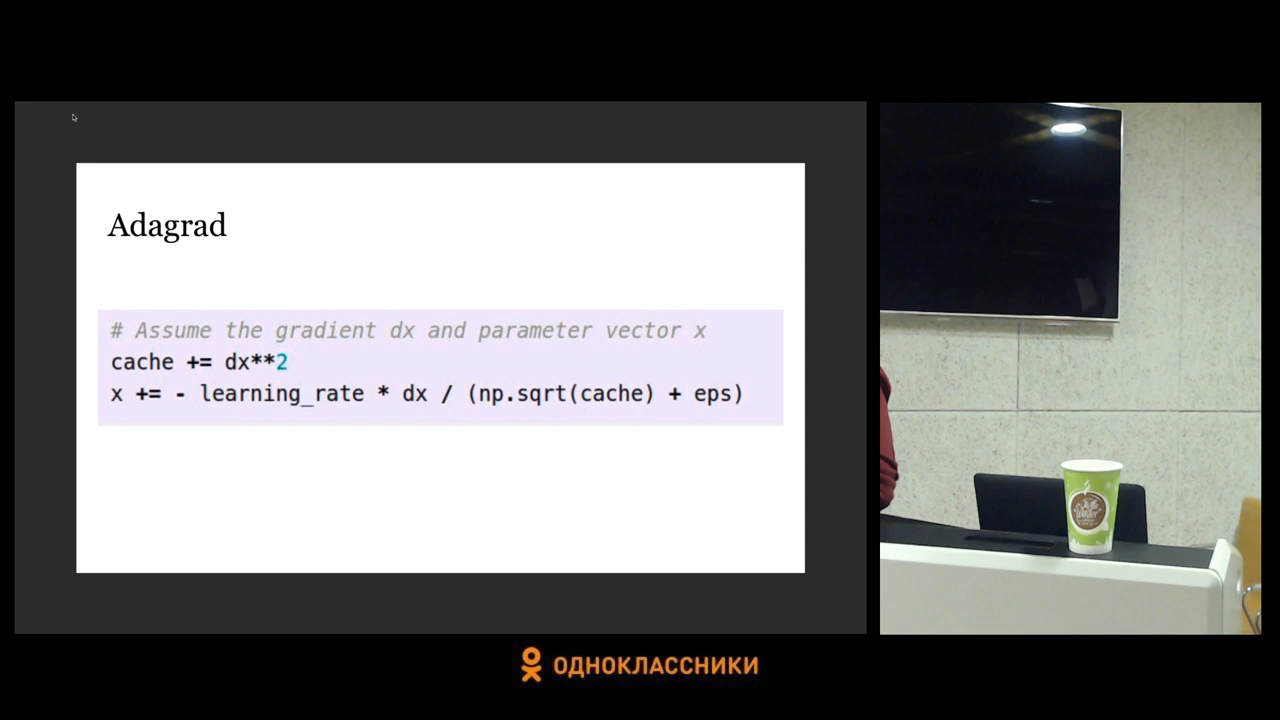 Adagrad
# Assume the gradient dx and parameter vector x
cache += dx**2
x += - learning_rate * dx / (np.sqrt(cache) + eps)
ОДНОКЛАССНИКИ